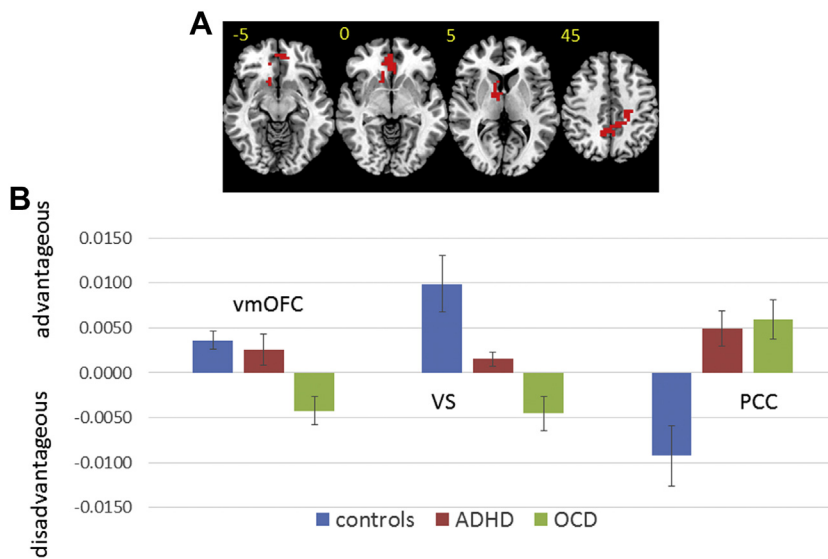 A
-5 0 5 45
B
advantageous
disadvantageous
0.0150
0.0100
0.0050
0.0000
-0.0050
-0.0100
-0.0150
vmOFC
VS
PCC
controls ADHD OCD